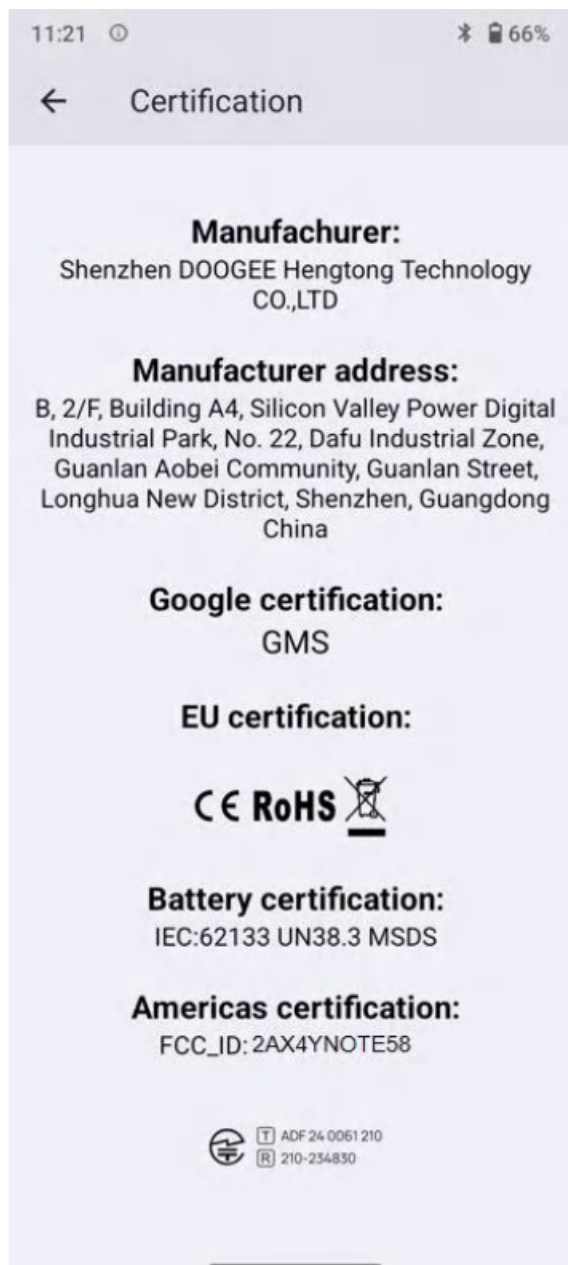 11:21
66%
Certification
Manufachurer:
Shenzhen DOOGEE Hengtong Technology
CO.,LTD
Manufacturer address:
B, 2/F, Building A4, Silicon Valley Power Digital
Industrial Park, No. 22, Dafu Industrial Zone,
Guanlan Aobei Community, Guanlan Street,
Longhua New District, Shenzhen, Guangdong
China
Google certification:
GMS
EU certification:
CE RoHS
Battery certification:
IEC:62133 UN38.3 MSDS
Americas certification:
FCC_ID: 2AX4YNOTE58
T ADF 24 0061 210
R 210-234830